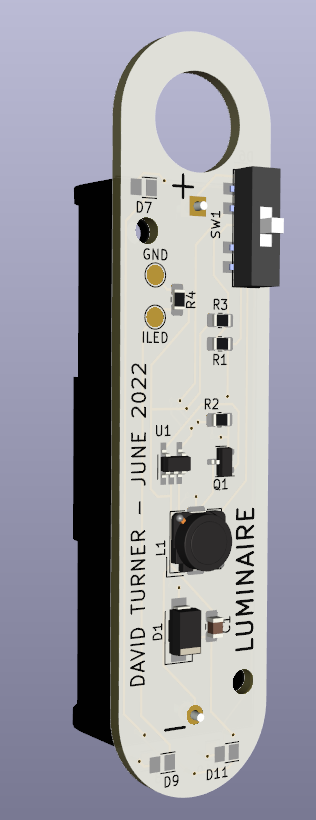 +
D7
SW1
GND
R4
ILED
R3
R1
R2
U1
Q1
L1
D1
C1
DAVID TURNER - JUNE 2022
LUMINAIRE
-
D9
D11